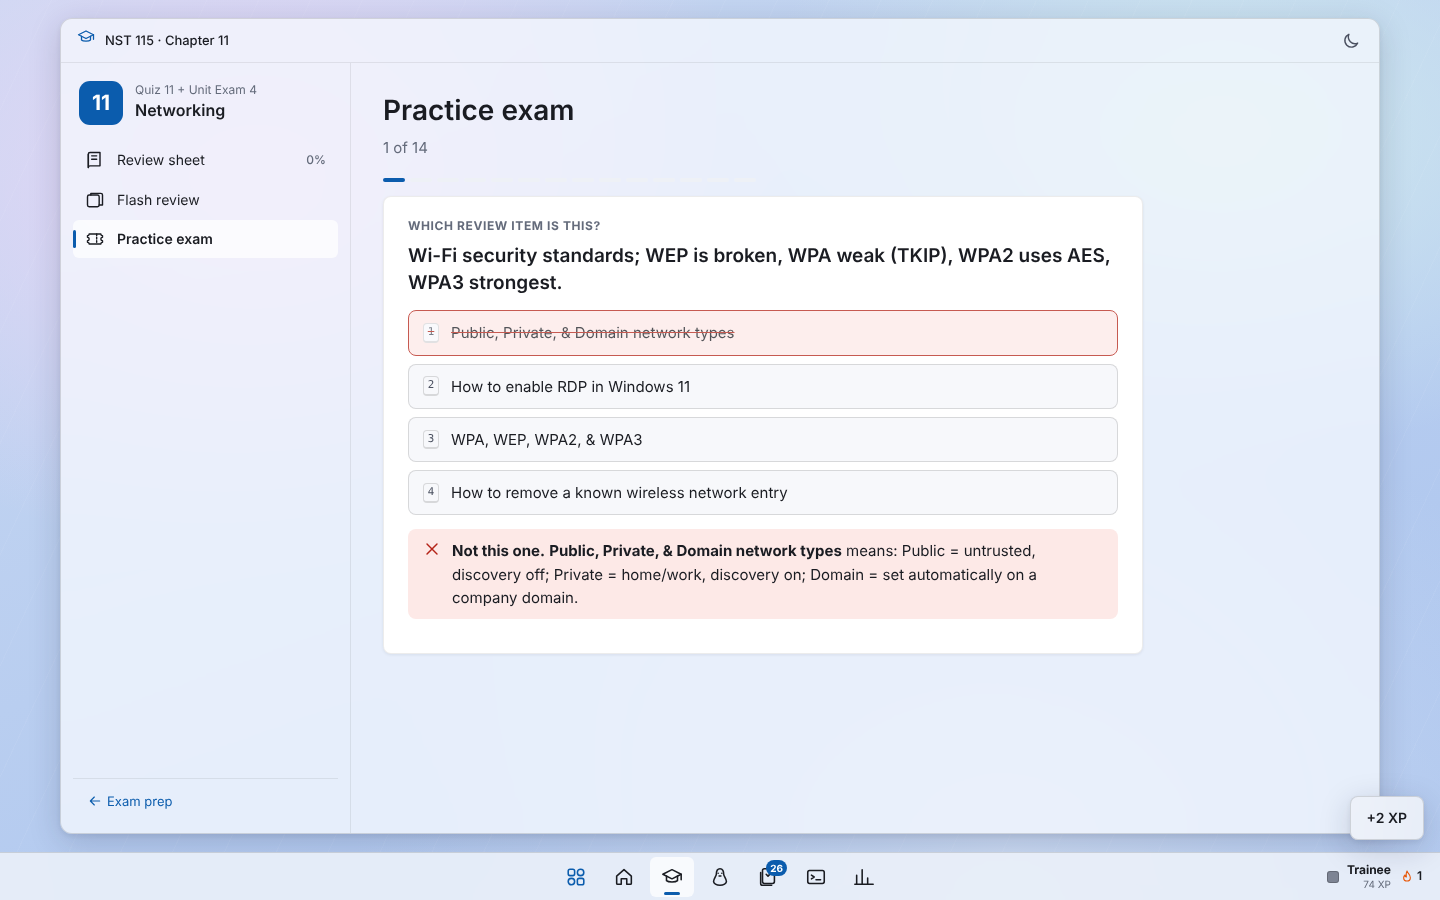 NST 115 · Chapter 11
11
Quiz 11 + Unit Exam 4
Networking
Review sheet
0%
Flash review
Practice exam
Practice exam
1 of 14
WHICH REVIEW ITEM IS THIS?
Wi-Fi security standards; WEP is broken, WPA weak (TKIP), WPA2 uses AES,
WPA3 strongest.
1 Public, Private, & Domain network types
2 How to enable RDP in Windows 11
3 WPA, WEP, WPA2, & WPA3
4 How to remove a known wireless network entry
Not this one. Public, Private, & Domain network types means: Public = untrusted,
discovery off; Private = home/work, discovery on; Domain = set automatically on a
company domain.
← Exam prep
+2 XP
26
Trainee
74 XP
1